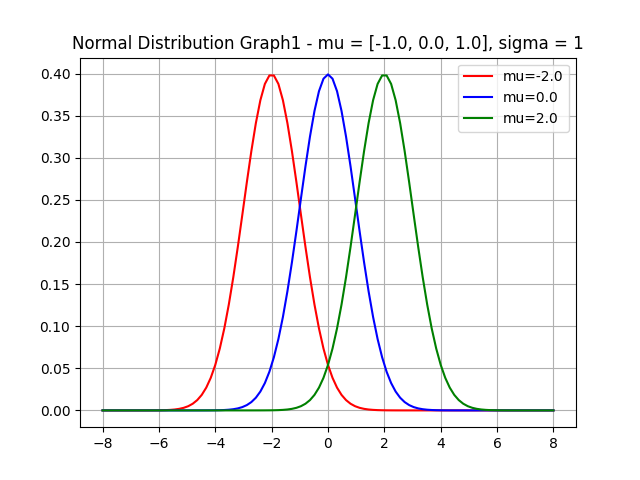 Normal Distribution Graph1 - mu = [-1.0, 0.0, 1.0], sigma = 1
mu=-2.0
mu=0.0
mu=2.0
0.40
0.35
0.30
0.25
0.20
0.15
0.10
0.05
0.00
−8 −6 −4 −2 0 2 4 6 8